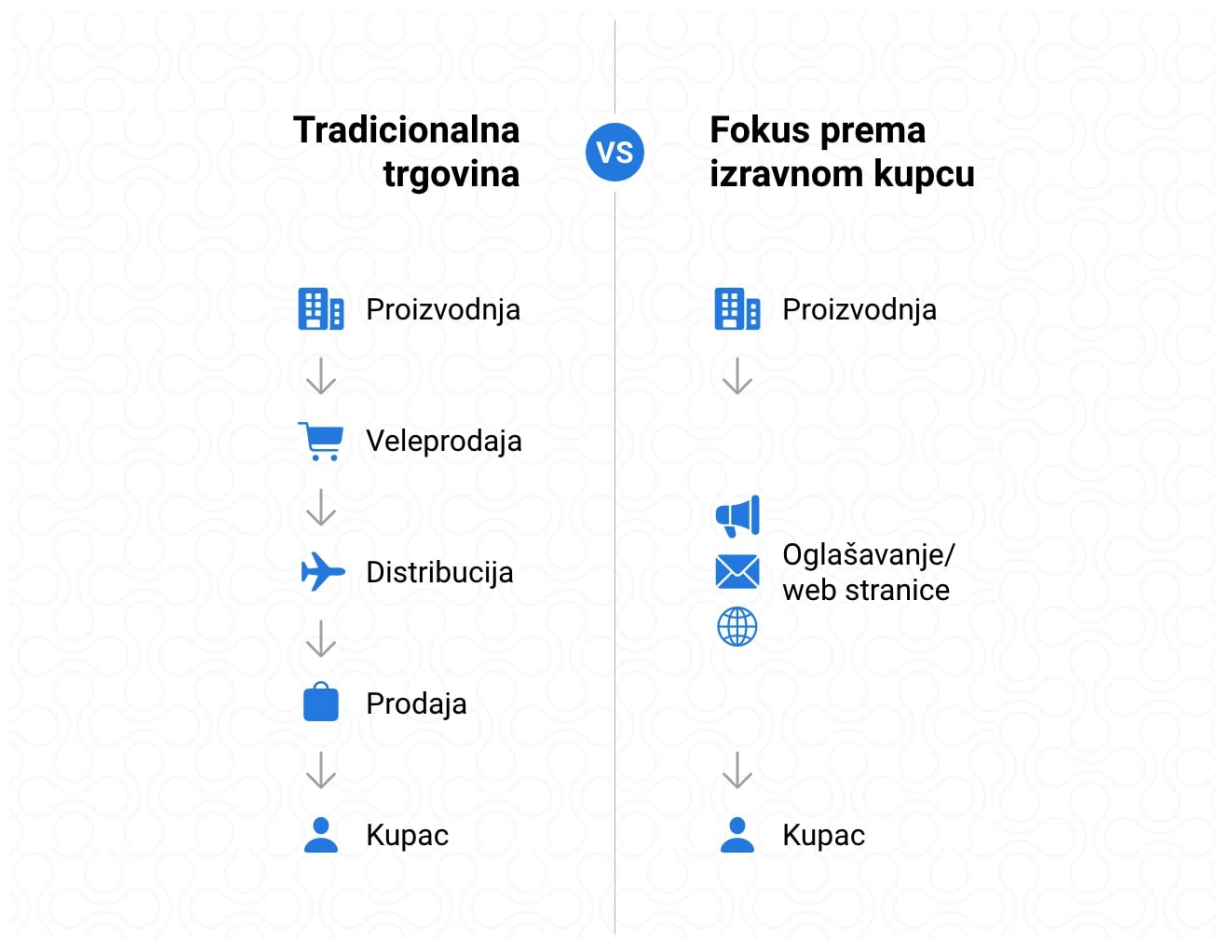 Tradicionalna
trgovina
VS
Fokus prema
izravnom kupcu
Proizvodnja
Veleprodaja
Distribucija
Prodaja
Kupac
Proizvodnja
Oglašavanje/
web stranice
Kupac